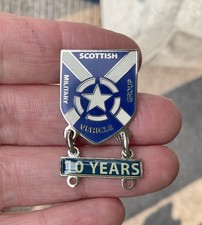 SCOTTISH
MILITARY
GROUP
VEHICLE
10 YEARS